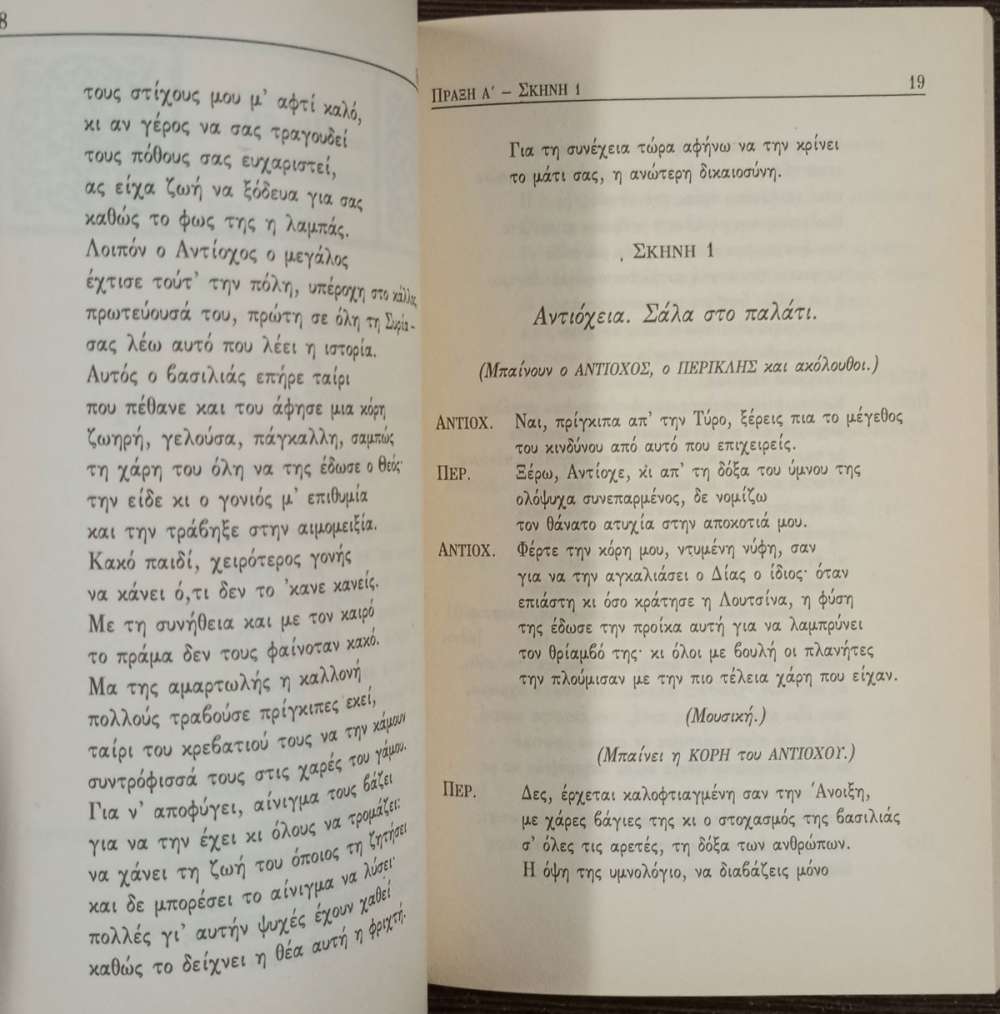 8
τους στίχους μου μ' αφτί καλό,
κι αν γέρος να σας τραγουδεί
τους πόθους σας ευχαριστεί,
ας είχα ζωή να ξόδευα για σας
καθώς το φως της η λαμπάς.
Λοιπόν ο Αντίοχος ο μεγάλος
έχτισε τούτ' την πόλη, υπέροχη στο κάλλος
πρωτεύουσά του, πρώτη σε όλη τη Συρία –
σας λέω αυτό που λέει η ιστορία.
Αυτός ο βασιλιάς επήρε ταίρι
που πέθανε και του άφησε μια κόρη
ζωηρή, γελούσα, πάγκαλλη, σαμπώς
τη χάρη του όλη να της έδωσε ο Θεός·
την είδε κι ο γονιός μ' επιθυμία
και την τράβηξε στην αιμομειξία.
Κακό παιδί, χειρότερος γονής
να κάνει ό,τι δεν το 'κανε κανείς.
Με τη συνήθεια και με τον καιρό
το πράμα δεν τους φαίνοταν κακό.
Μα της αμαρτωλής η καλλονή
πολλούς τραβούσε πρίγκιπες εκεί,
ταίρι του κρεβατιού τους να την κάμουν
συντρόφισσά τους στις χαρές του γάμου.
Για ν' αποφύγει, αίνιγμα τους βάζει
για να την έχει κι όλους να τρομάζει:
να χάνει τη ζωή του όποιος τη ζητήσει
και δε μπορέσει το αίνιγμα να λύσει·
πολλές γι' αυτήν ψυχές έχουν χαθεί
καθώς το δείχνει η θέα αυτή η φριχτή.
ΠΡΑΞΗ Α' – ΣΚΗΝΗ 1 19
Για τη συνέχεια τώρα αφήνω να την κρίνει
το μάτι σας, η ανώτερη δικαιοσύνη.
ΣΚΗΝΗ 1
Αντιόχεια. Σάλα στο παλάτι.
(Μπαίνουν ο ΑΝΤΙΟΧΟΣ, ο ΠΕΡΙΚΛΗΣ και ακόλουθοι.)
ΑΝΤΙΟΧ. Ναι, πρίγκιπα απ' την Τύρο, ξέρεις πια το μέγεθος
του κινδύνου από αυτό που επιχειρείς.
ΠΕΡ. Ξέρω, Αντίοχε, κι απ' τη δόξα του ύμνου της
ολόψυχα συνεπαρμένος, δε νομίζω
τον θάνατο ατυχία στην αποκοτιά μου.
ΑΝΤΙΟΧ. Φέρτε την κόρη μου, ντυμένη νύφη, σαν
για να την αγκαλιάσει ο Δίας ο ίδιος· όταν
επιάστη κι όσο κράτησε η Λουτσίνα, η φύση
της έδωσε την προίκα αυτή για να λαμπρύνει
τον θρίαμβό της· κι όλοι με βουλή οι πλανήτες
την πλούμισαν με την πιο τέλεια χάρη που είχαν.
(Μουσική.)
(Μπαίνει η ΚΟΡΗ του ΑΝΤΙΟΧΟΥ.)
ΠΕΡ. Δες, έρχεται καλοφτιαγμένη σαν την Άνοιξη,
με χάρες βάγιες της κι ο στοχασμός της βασιλιάς
σ' όλες τις αρετές, τη δόξα των ανθρώπων.
Η όψη της υμνολόγιο, να διαβάζεις μόνο